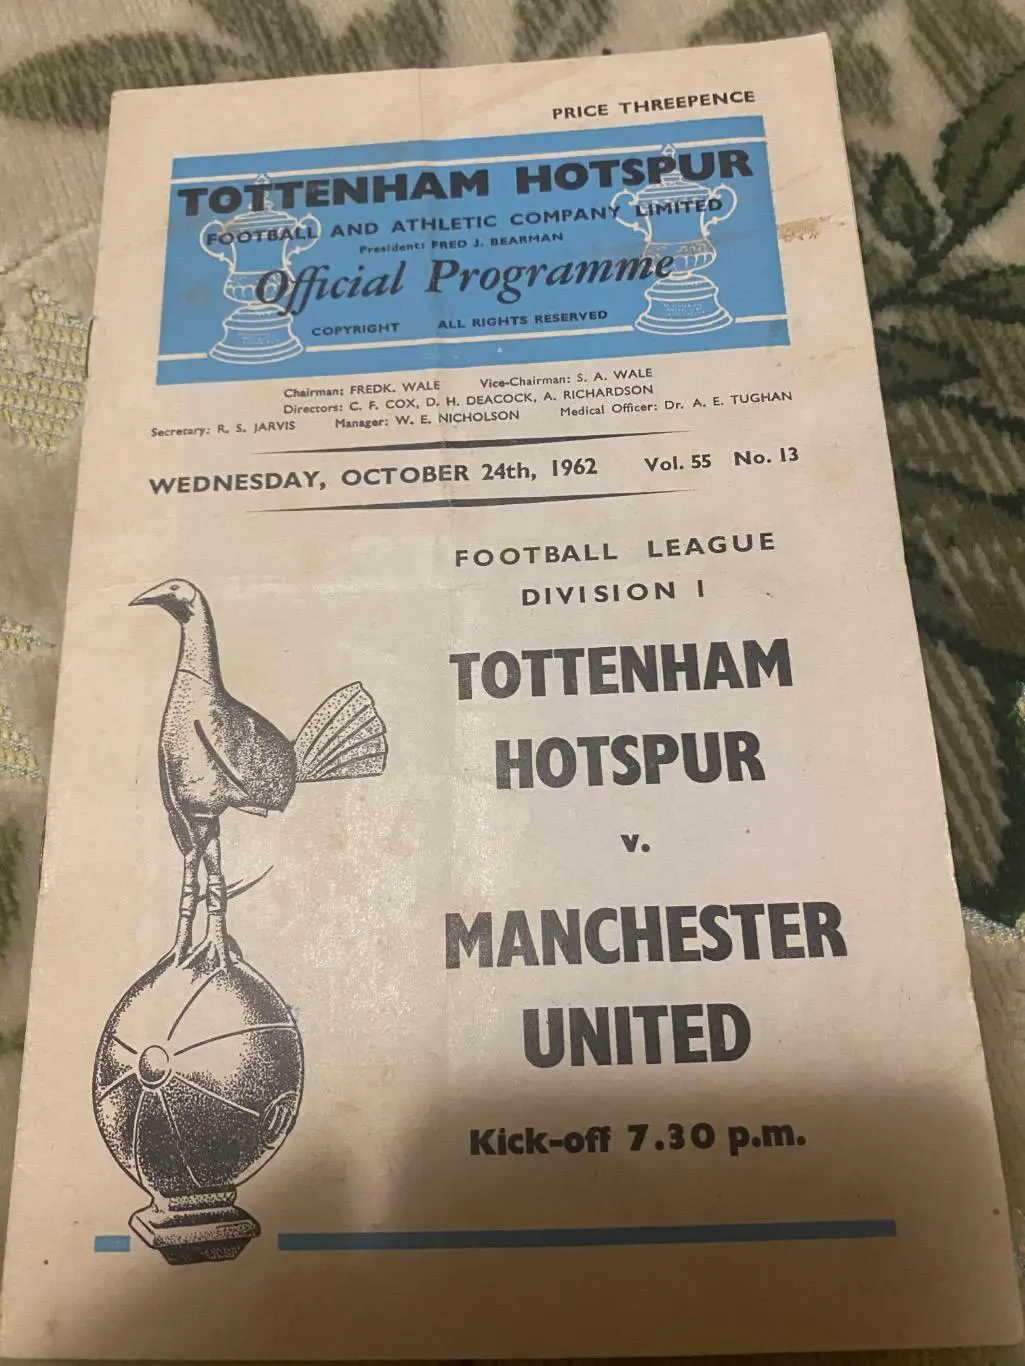 PRICE THREEPENCE
TOTTENHAM HOTSPUR
FOOTBALL AND ATHLETIC COMPANY LIMITED
President: FRED J. BEARMAN
Official Programme
COPYRIGHT ALL RIGHTS RESERVED
Chairman: FREDK. WALE Vice-Chairman: S. A. WALE
Directors: C. F. COX, D. H. DEACOCK, A. RICHARDSON
Secretary: R. S. JARVIS Manager: W. E. NICHOLSON Medical Officer: Dr. A. E. TUGHAN
WEDNESDAY, OCTOBER 24th, 1962 Vol. 55 No. 13
FOOTBALL LEAGUE
DIVISION I
TOTTENHAM
HOTSPUR
v.
MANCHESTER
UNITED
Kick-off 7.30 p.m.